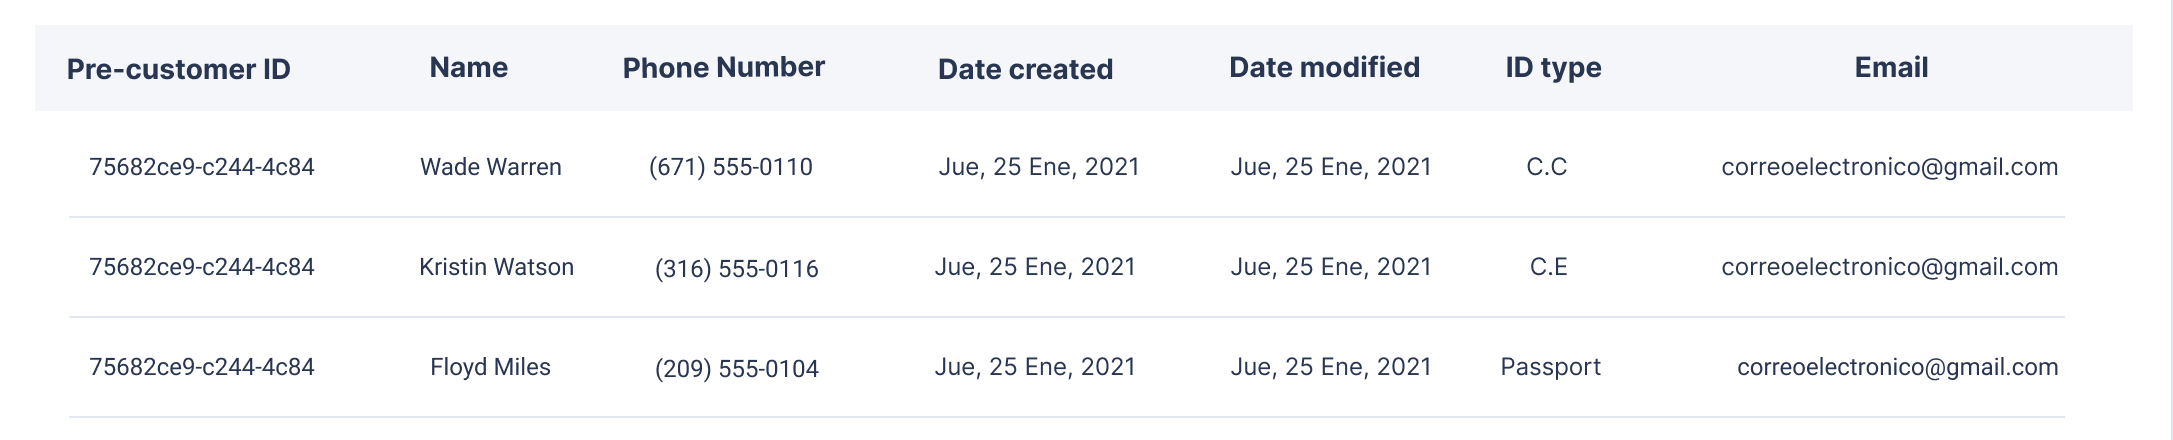 Pre-customer ID Name Phone Number Date created Date modified ID type Email
75682ce9-c244-4c84 Wade Warren (671) 555-0110 Jue, 25 Ene, 2021 Jue, 25 Ene, 2021 C.C correoelectronico@gmail.com
75682ce9-c244-4c84 Kristin Watson (316) 555-0116 Jue, 25 Ene, 2021 Jue, 25 Ene, 2021 C.E correoelectronico@gmail.com
75682ce9-c244-4c84 Floyd Miles (209) 555-0104 Jue, 25 Ene, 2021 Jue, 25 Ene, 2021 Passport correoelectronico@gmail.com